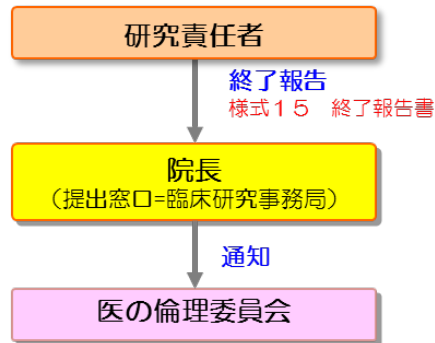 研究責任者
終了報告
様式15 終了報告書
院長
（提出窓口=臨床研究事務局）
通知
医の倫理委員会